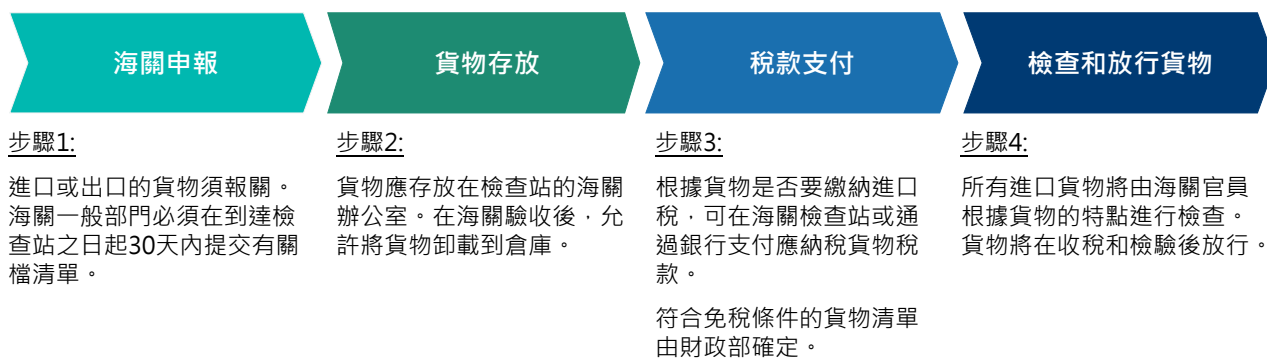 海關申報
貨物存放
稅款支付
檢查和放行貨物
步驟1:
進口或出口的貨物須報關。
海關一般部門必須在到達檢
查站之日起30天內提交有關
檔清單。
步驟2:
貨物應存放在檢查站的海關
辦公室。在海關驗收後，允
許將貨物卸載到倉庫。
步驟3:
根據貨物是否要繳納進口
稅，可在海關檢查站或通
過銀行支付應納稅貨物稅
款。
符合免稅條件的貨物清單
由財政部確定。
步驟4:
所有進口貨物將由海關官員
根據貨物的特點進行檢查。
貨物將在收稅和檢驗後放行。